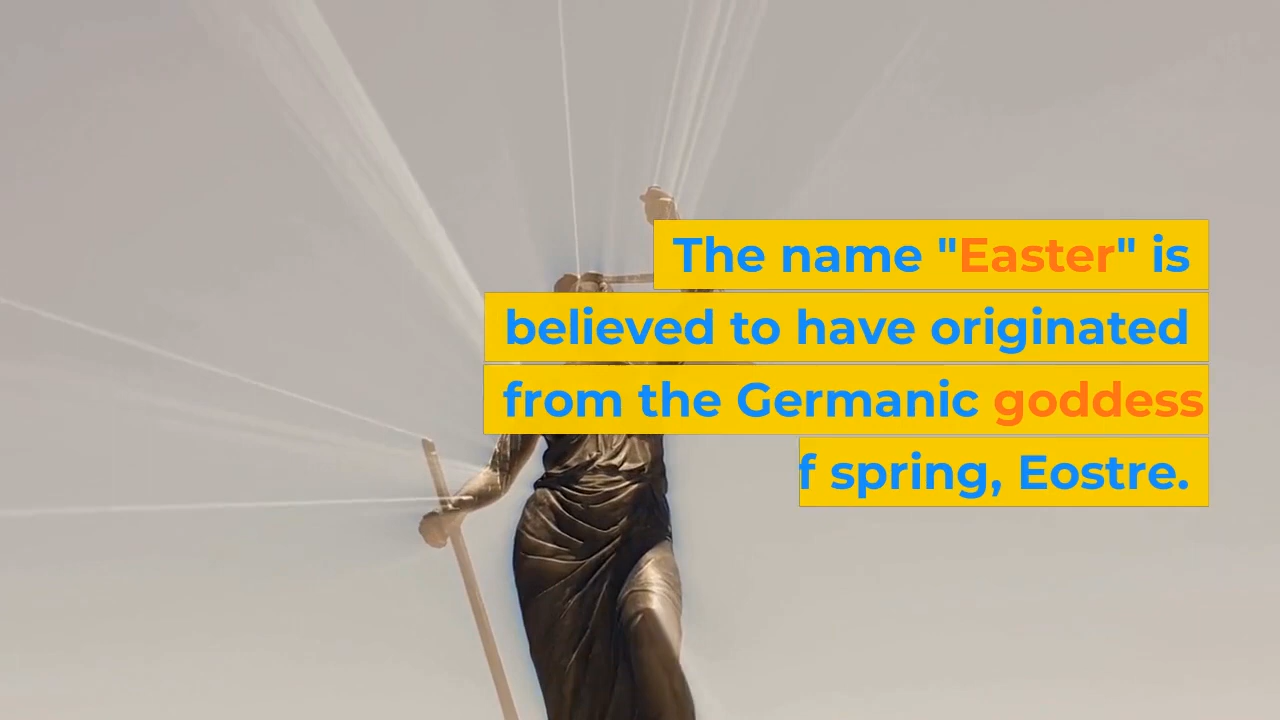 The name "Easter" is
believed to have originated
from the Germanic goddess
f spring, Eostre.